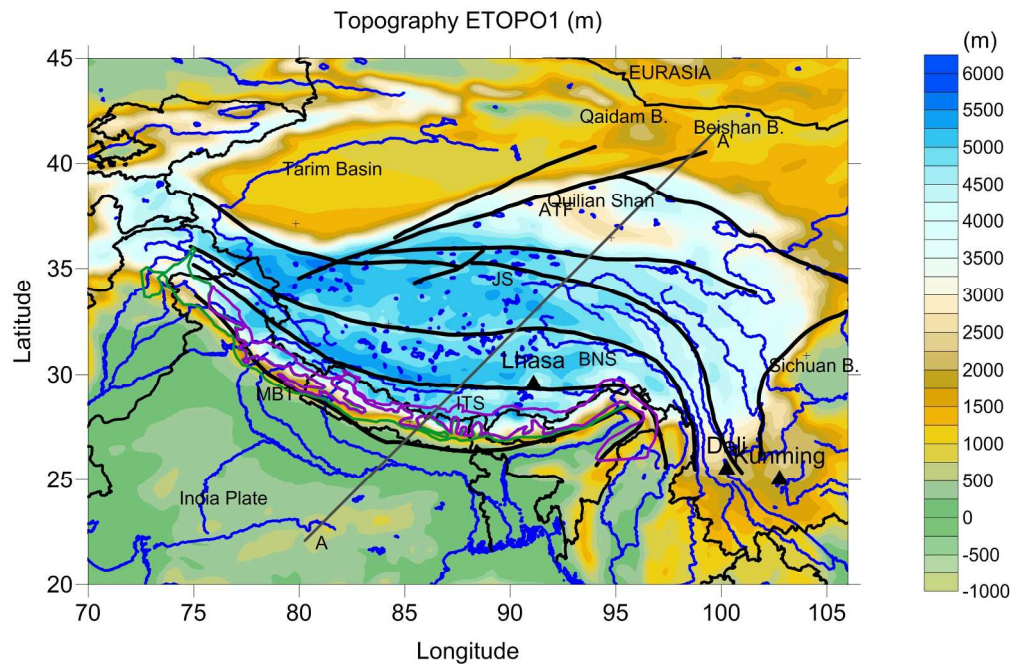 Topography ETOPO1 (m)
(m)
45
EURASIA
6000
Qaidam B.
5500
Beishan B.
A'
5000
40
Tarim Basin
4500
Quilian Shan
ATF
4000
3500
35
JS
3000
2500
Latitude
2000
Lhasa
BNS
Sichuan B.
1500
30
MBT
ITS
1000
Dali
Kunming
500
25
India Plate
0
A
-500
20
-1000
70
75
80
85
90
95
100
105
Longitude